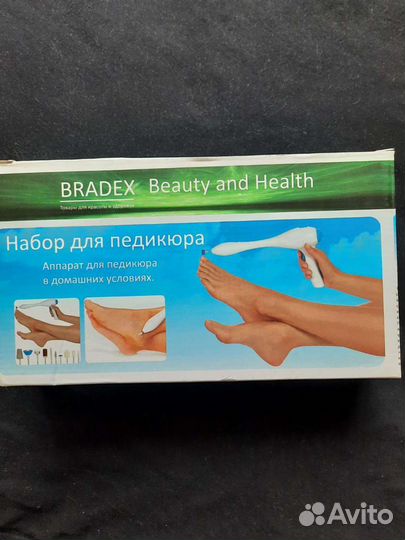 BRADEX Beauty and Health
Товары для красоты и здоровья
Набор для педикюра
Аппарат для педикюра
в домашних условиях.
Avito